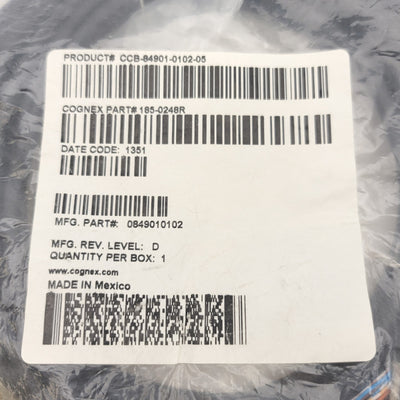 PRODUCT# CCB-84901-0102-05
COGNEX PART# 185-0248R
DATE CODE: 1351
MFG. PART#: 0849010102
MFG. REV. LEVEL: D
QUANTITY PER BOX: 1
www.cognex.com
MADE IN Mexico